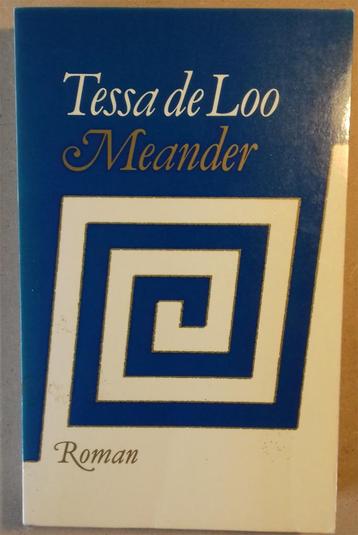 Tessa de Loo
Meander
Roman